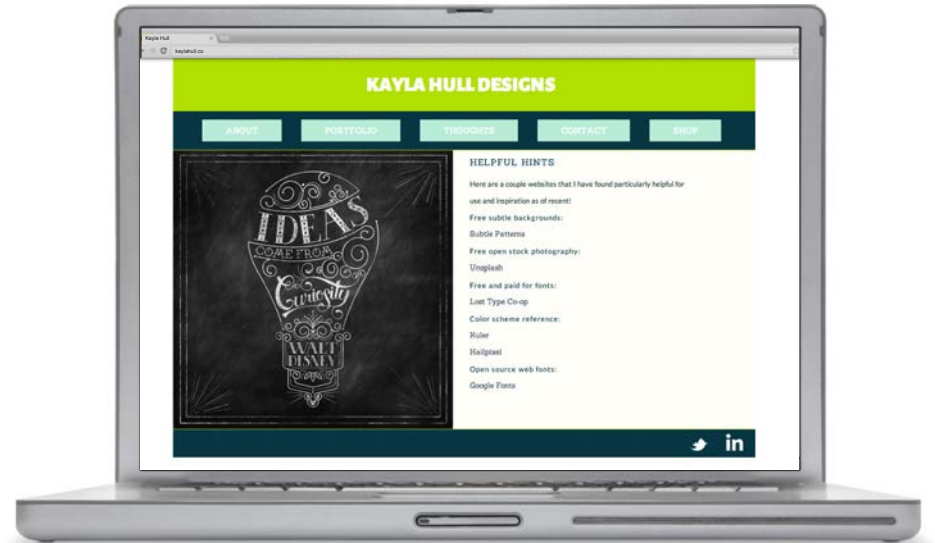 Kayla Hull
kaylahull.co
KAYLA HULL DESIGNS
ABOUT PORTFOLIO THOUGHTS CONTACT SHOP
IDEAS
COME FROM
Curiosity
WALT
DISNEY
HELPFUL HINTS
Here are a couple websites that I have found particularly helpful for
use and inspiration as of recent!
Free subtle backgrounds:
Subtle Patterns
Free open stock photography:
Unsplash
Free and paid for fonts:
Lost Type Co-op
Color scheme reference:
Kuler
Hailpixel
Open source web fonts:
Google Fonts
in